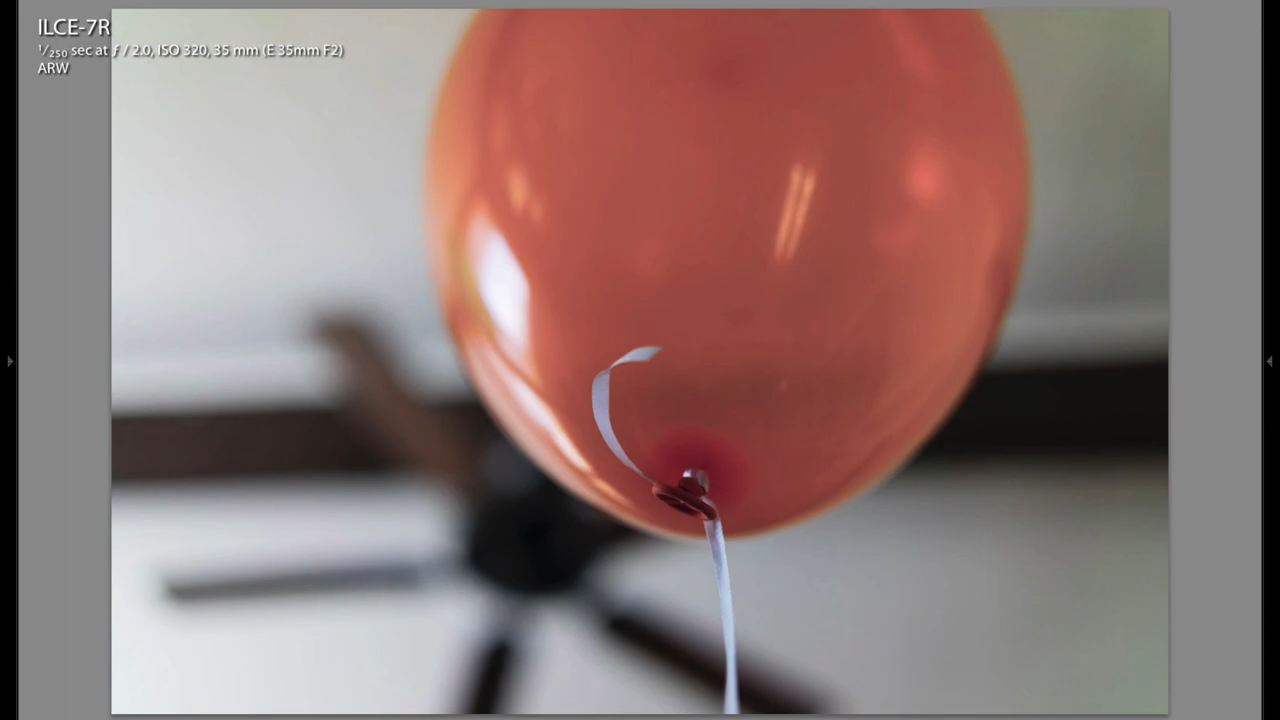 ILCE-7R
1/250 sec at ƒ / 2.0, ISO 320, 35 mm (E 35mm F2)
ARW